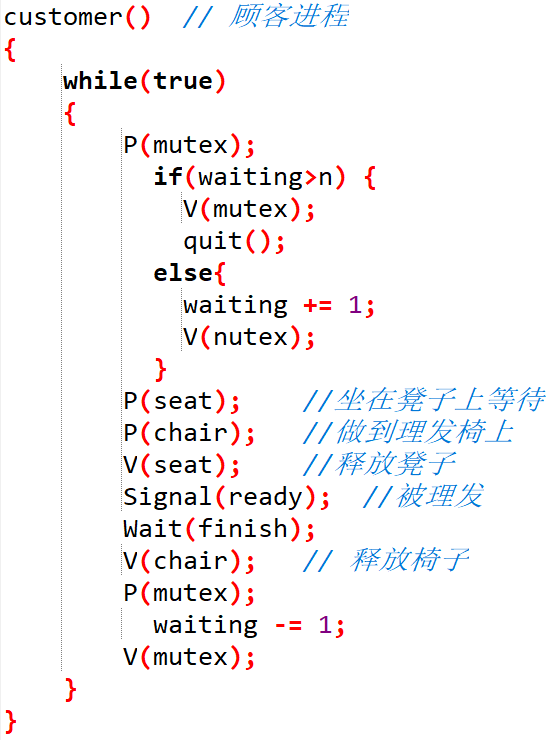 customer()  // 顾客进程
{
    while(true)
    {
        P(mutex);
          if(waiting>n) {
            V(mutex);
            quit();
          else{
            waiting += 1;
            V(nutex);
          }
        P(seat);    //坐在凳子上等待
        P(chair);   //做到理发椅上
        V(seat);    //释放凳子
        Signal(ready);  //被理发
        Wait(finish);
        V(chair);   // 释放椅子
        P(mutex);
          waiting -= 1;
        V(mutex);
    }
}